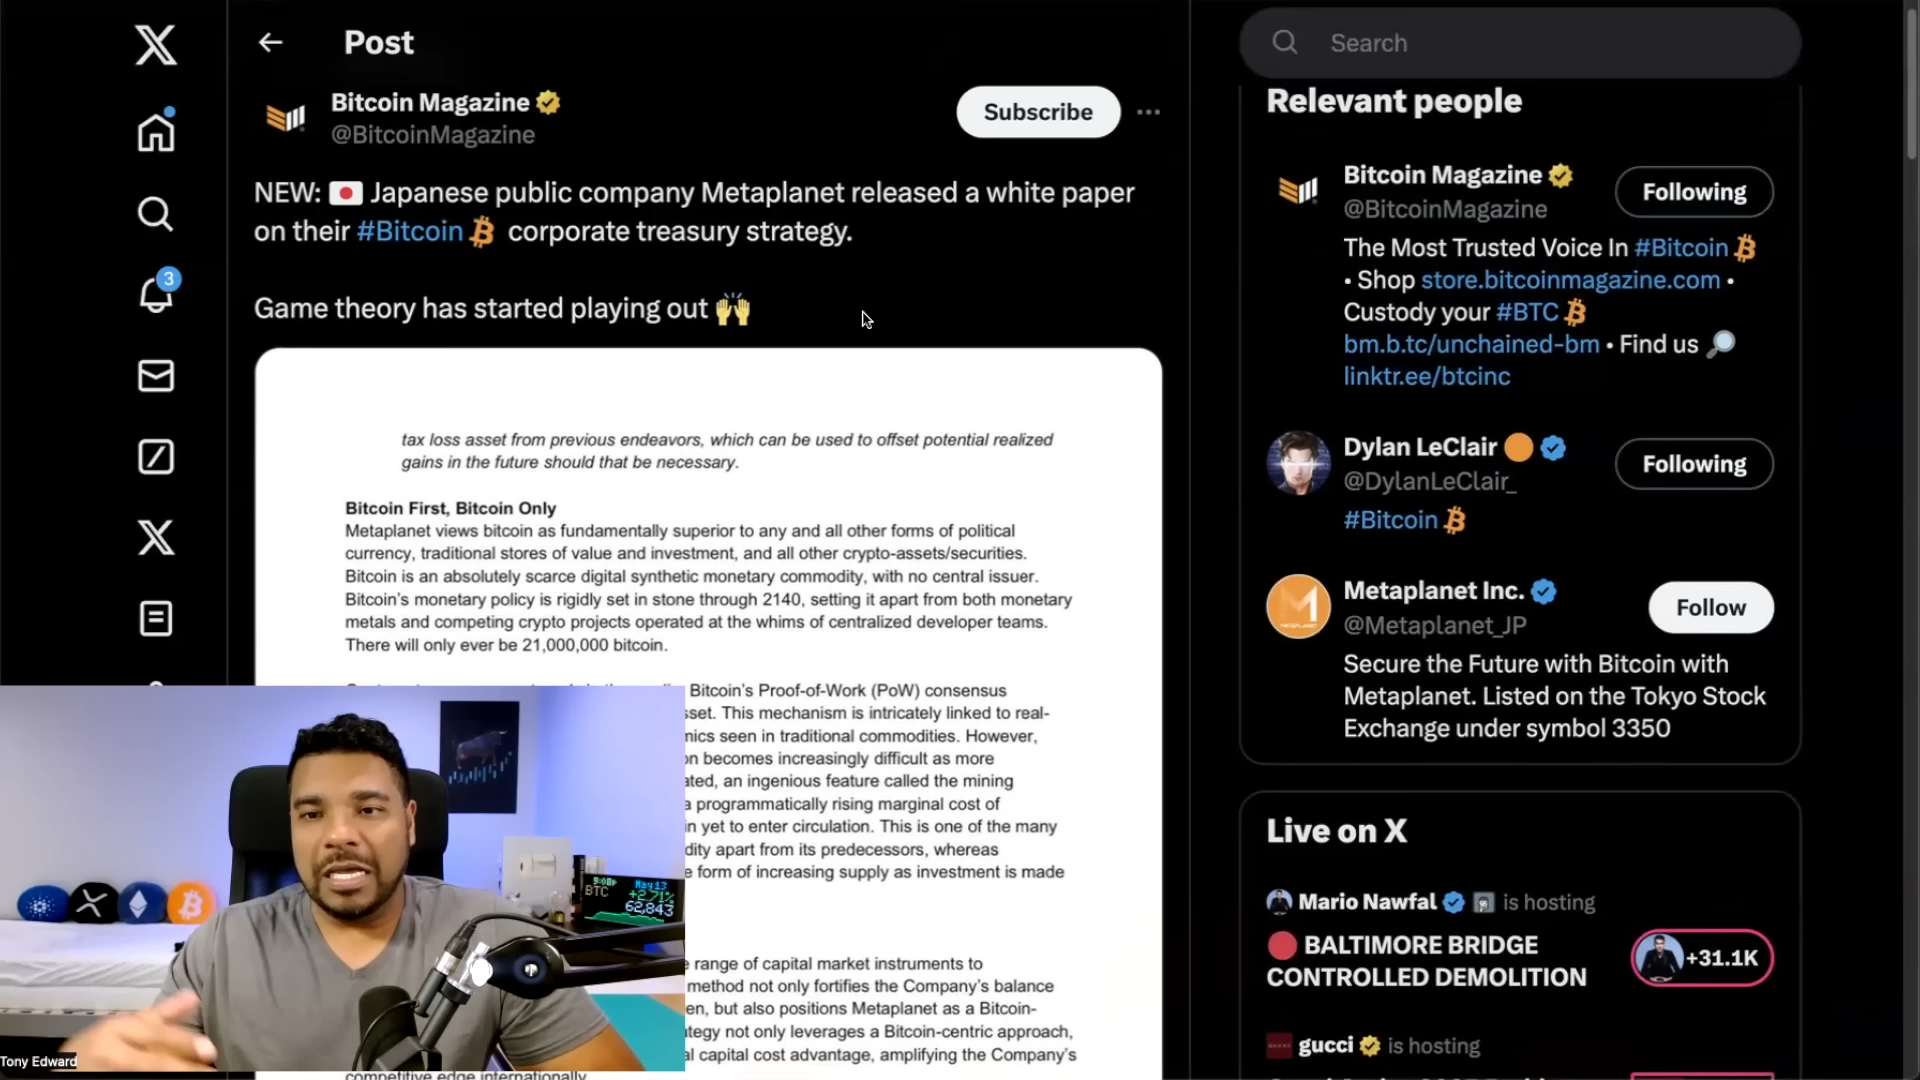 Post
Search
Bitcoin Magazine
@BitcoinMagazine
Subscribe
NEW: 🇯🇵 Japanese public company Metaplanet released a white paper
on their #Bitcoin corporate treasury strategy.
Game theory has started playing out 🙌
tax loss asset from previous endeavors, which can be used to offset potential realized
gains in the future should that be necessary.
Bitcoin First, Bitcoin Only
Metaplanet views bitcoin as fundamentally superior to any and all other forms of political
currency, traditional stores of value and investment, and all other crypto-assets/securities.
Bitcoin is an absolutely scarce digital synthetic monetary commodity, with no central issuer.
Bitcoin's monetary policy is rigidly set in stone through 2140, setting it apart from both monetary
metals and competing crypto projects operated at the whims of centralized developer teams.
There will only ever be 21,000,000 bitcoin.
Bitcoin's Proof-of-Work (PoW) consensus
This mechanism is intricately linked to real-
seen in traditional commodities. However,
becomes increasingly difficult as more
an ingenious feature called the mining
a programmatically rising marginal cost of
yet to enter circulation. This is one of the many
apart from its predecessors, whereas
form of increasing supply as investment is made
range of capital market instruments to
method not only fortifies the Company's balance
but also positions Metaplanet as a Bitcoin-
not only leverages a Bitcoin-centric approach,
capital cost advantage, amplifying the Company's
competitive edge internationally
3
9:08p May 13
BTC +2.71%
62,843
Tony Edward
Relevant people
Bitcoin Magazine
@BitcoinMagazine
Following
The Most Trusted Voice In #Bitcoin
• Shop store.bitcoinmagazine.com •
Custody your #BTC
bm.b.tc/unchained-bm • Find us 🔎
linktr.ee/btcinc
Dylan LeClair
@DylanLeClair_
Following
#Bitcoin
Metaplanet Inc.
@Metaplanet_JP
Follow
Secure the Future with Bitcoin with
Metaplanet. Listed on the Tokyo Stock
Exchange under symbol 3350
Live on X
Mario Nawfal is hosting
🔴 BALTIMORE BRIDGE
CONTROLLED DEMOLITION
+31.1K
gucci is hosting